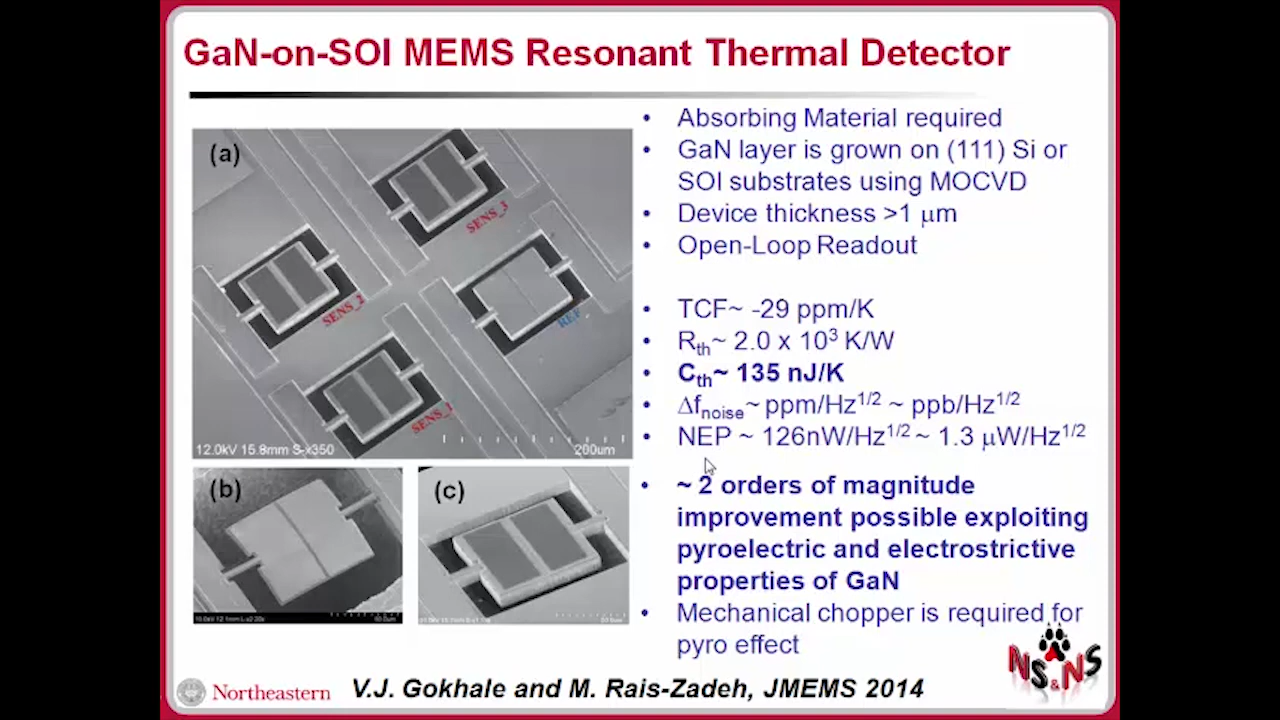 GaN-on-SOI MEMS Resonant Thermal Detector
(a)
SENS_3
SENS_2
REF
SENS_1
12.0kV 15.8mm S-x350
200um
(b)
(c)
• Absorbing Material required
• GaN layer is grown on (111) Si or
SOI substrates using MOCVD
• Device thickness >1 μm
• Open-Loop Readout
• TCF~ -29 ppm/K
• Rth~ 2.0 x 10³ K/W
• Cth~ 135 nJ/K
• Δfnoise~ ppm/Hz1/2 ~ ppb/Hz1/2
• NEP ~ 126nW/Hz1/2 ~ 1.3 μW/Hz1/2
• ~ 2 orders of magnitude
improvement possible exploiting
pyroelectric and electrostrictive
properties of GaN
• Mechanical chopper is required for
pyro effect
NS&NS
Northeastern
V.J. Gokhale and M. Rais-Zadeh, JMEMS 2014